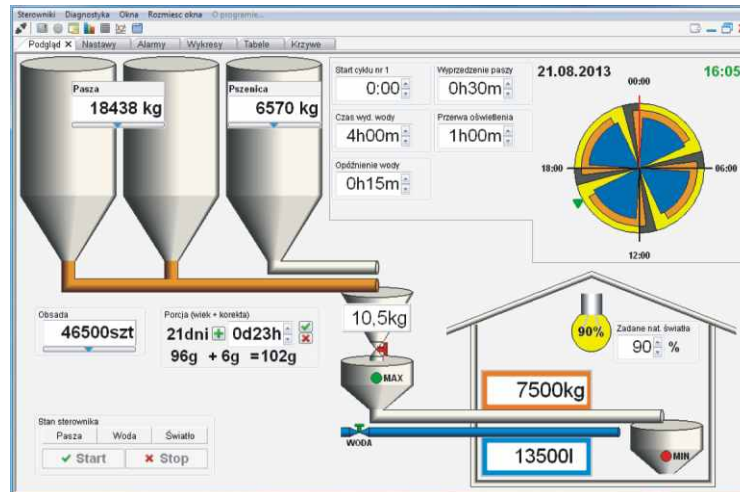 Sterowniki Diagnostyka Okna Rozmiesc okna O programie...
Podgląd Nastawy Alarmy Wykresy Tabele Krzywe
Pasza
18438 kg
Pszenica
6570 kg
Start cyklu nr 1
0:00
Wyprzedzenie paszy
0h30m
Czas wyd. wody
4h00m
Przerwa oświetlenia
1h00m
Opóźnienie wody
0h15m
21.08.2013
16:05
00:00
18:00
06:00
12:00
Obsada
46500szt
Porcja (wiek + korekta)
21dni 0d23h
96g + 6g =102g
10,5kg
MAX
90%
Zadane nat. światła
90 %
7500kg
WODA
13500l
MIN
Stan sterownika
Pasza Woda Światło
Start Stop